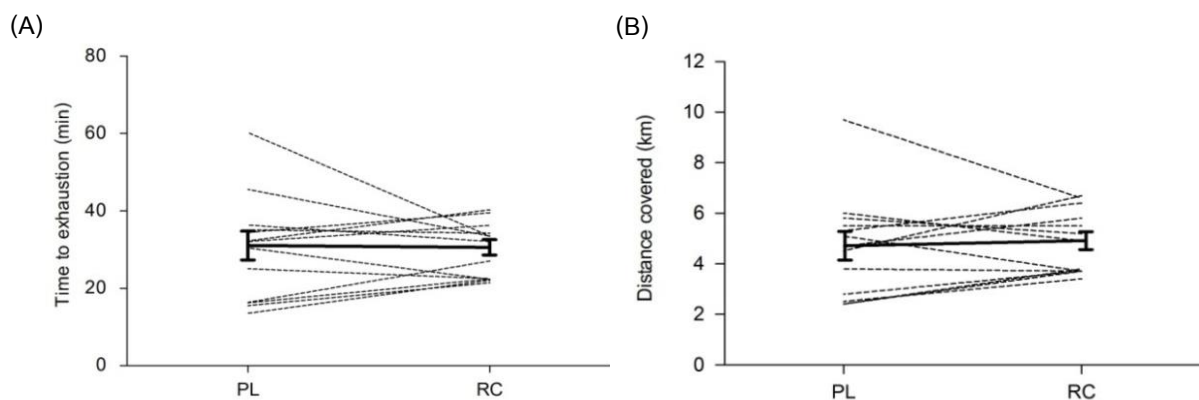 (A)
Time to exhaustion (min)
80
60
40
20
0
PL RC
(B)
Distance covered (km)
12
10
8
6
4
2
0
PL RC